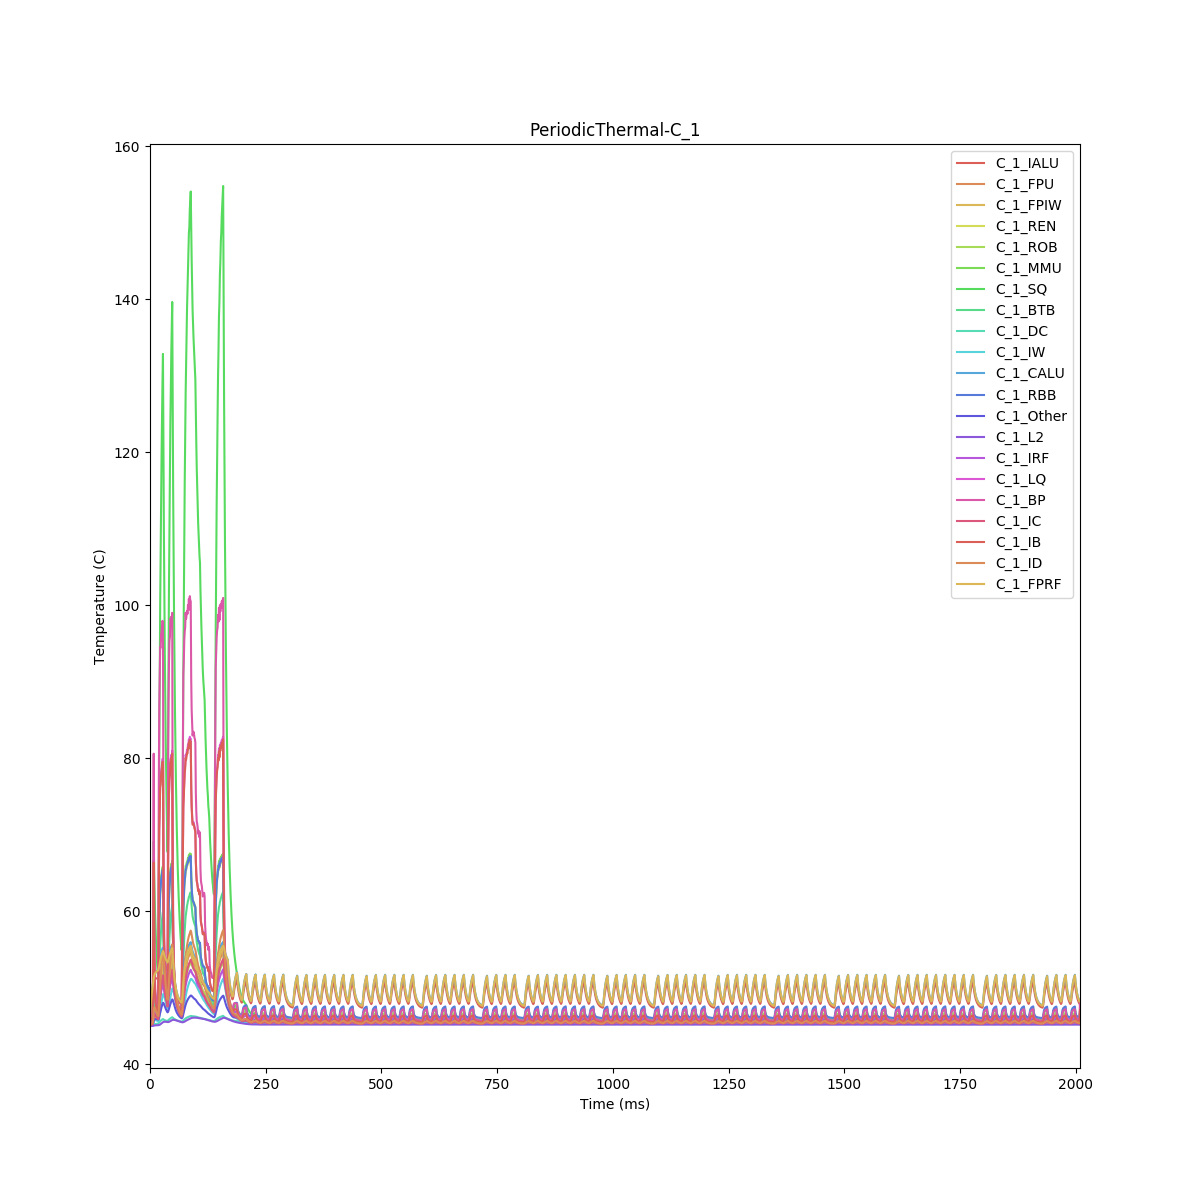 PeriodicThermal-C_1
160
140
120
100
80
60
40
Temperature (C)
0
250
500
750
1000
1250
1500
1750
2000
Time (ms)
C_1_IALU
C_1_FPU
C_1_FPIW
C_1_REN
C_1_ROB
C_1_MMU
C_1_SQ
C_1_BTB
C_1_DC
C_1_IW
C_1_CALU
C_1_RBB
C_1_Other
C_1_L2
C_1_IRF
C_1_LQ
C_1_BP
C_1_IC
C_1_IB
C_1_ID
C_1_FPRF